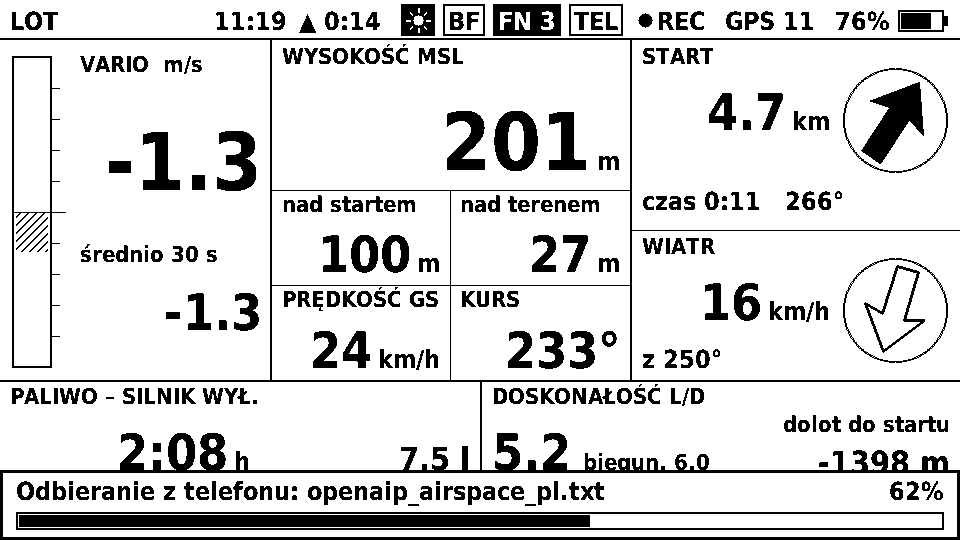 LOT 11:19 ▲ 0:14 BF FN 3 TEL ●REC GPS 11 76%
VARIO m/s
-1.3
średnio 30 s
-1.3
WYSOKOŚĆ MSL
201 m
nad startem
100 m
nad terenem
27 m
PRĘDKOŚĆ GS
24 km/h
KURS
233°
START
4.7 km
czas 0:11 266°
WIATR
16 km/h
z 250°
PALIWO – SILNIK WYŁ.
2:08 h 7.5 l
DOSKONAŁOŚĆ L/D
dolot do startu
5.2 biegun. 6.0 -1398 m
Odbieranie z telefonu: openaip_airspace_pl.txt 62%